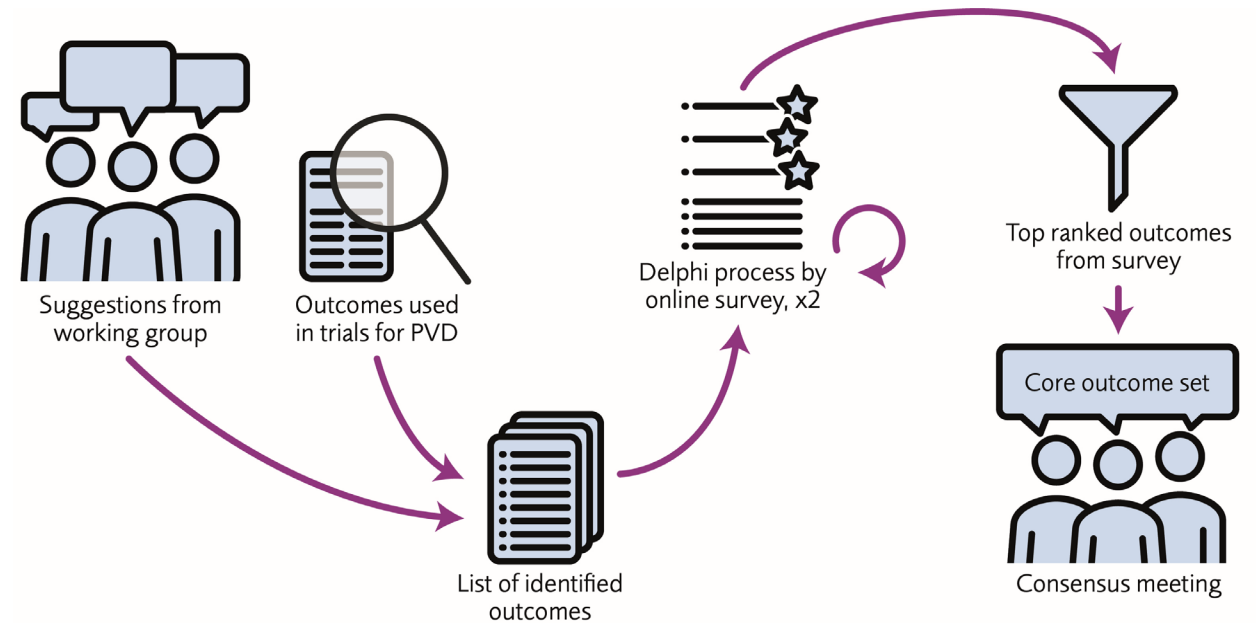 Suggestions from
working group
Outcomes used
in trials for PVD
List of identified
outcomes
Delphi process by
online survey, x2
Top ranked outcomes
from survey
Core outcome set
Consensus meeting